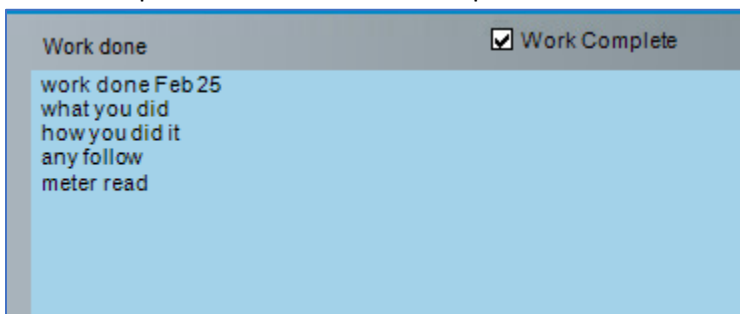 Work done
Work Complete
work done Feb 25
what you did
how you did it
any follow
meter read